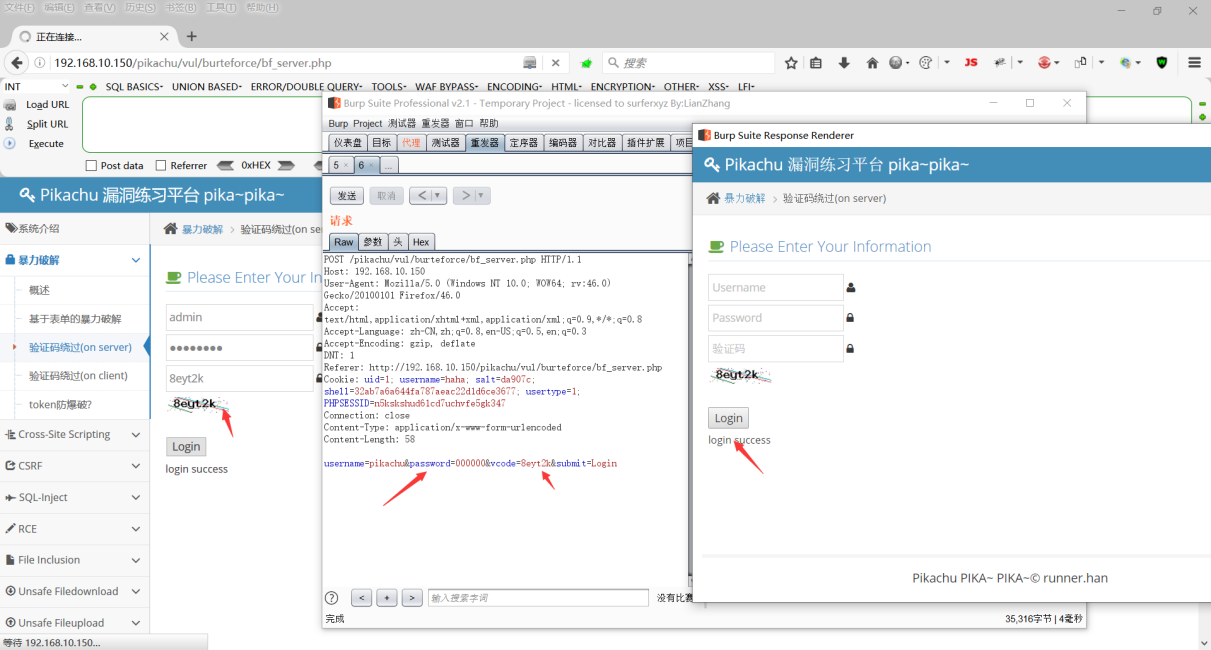 文件(F) 编辑(E) 查看(V) 历史(S) 书签(B) 工具(T) 帮助(H)
正在连接...
192.168.10.150/pikachu/vul/burteforce/bf_server.php
搜索
JS
INT
SQL BASICS- UNION BASED- ERROR/DOUBLE QUERY- TOOLS- WAF BYPASS- ENCODING- HTML- ENCRYPTION- OTHER- XSS- LFI-
Load URL
Split URL
Execute
Post data Referrer 0xHEX
Pikachu 漏洞练习平台 pika~pika~
系统介绍
暴力破解
概述
基于表单的暴力破解
验证码绕过(on server)
验证码绕过(on client)
token防爆破?
Cross-Site Scripting
CSRF
SQL-Inject
RCE
File Inclusion
Unsafe Filedownload
Unsafe Fileupload
等待 192.168.10.150...
暴力破解 > 验证码绕过(on se
Please Enter Your In
admin
••••••••
8eyt2k
8eyt2k
Login
login success
Burp Suite Professional v2.1 - Temporary Project - licensed to surferxyz By:LianZhang
Burp Project 测试器 重发器 窗口 帮助
仪表盘 目标 代理 测试器 重发器 定序器 编码器 对比器 插件扩展 项目
5 × 6 × ...
发送 取消 < ▼ > ▼
请求
Raw 参数 头 Hex
POST /pikachu/vul/burteforce/bf_server.php HTTP/1.1
Host: 192.168.10.150
User-Agent: Mozilla/5.0 (Windows NT 10.0; WOW64; rv:46.0)
Gecko/20100101 Firefox/46.0
Accept:
text/html,application/xhtml+xml,application/xml;q=0.9,*/*;q=0.8
Accept-Language: zh-CN,zh;q=0.8,en-US;q=0.5,en;q=0.3
Accept-Encoding: gzip, deflate
DNT: 1
Referer: http://192.168.10.150/pikachu/vul/burteforce/bf_server.php
Cookie: uid=1; username=haha; salt=da907c;
shell=32ab7a6a644fa787aeac22d1d6ce3677; usertype=1;
PHPSESSID=n5kskshud61cd7uchvfe5gk347
Connection: close
Content-Type: application/x-www-form-urlencoded
Content-Length: 58
username=pikachu&password=000000&vcode=8eyt2k&submit=Login
? < + > 输入搜索字词 没有比赛
完成
35,316字节 | 4毫秒
Burp Suite Response Renderer
Pikachu 漏洞练习平台 pika~pika~
暴力破解 > 验证码绕过(on server)
Please Enter Your Information
Username
Password
验证码
8eyt2k
Login
login success
Pikachu PIKA~ PIKA~© runner.han